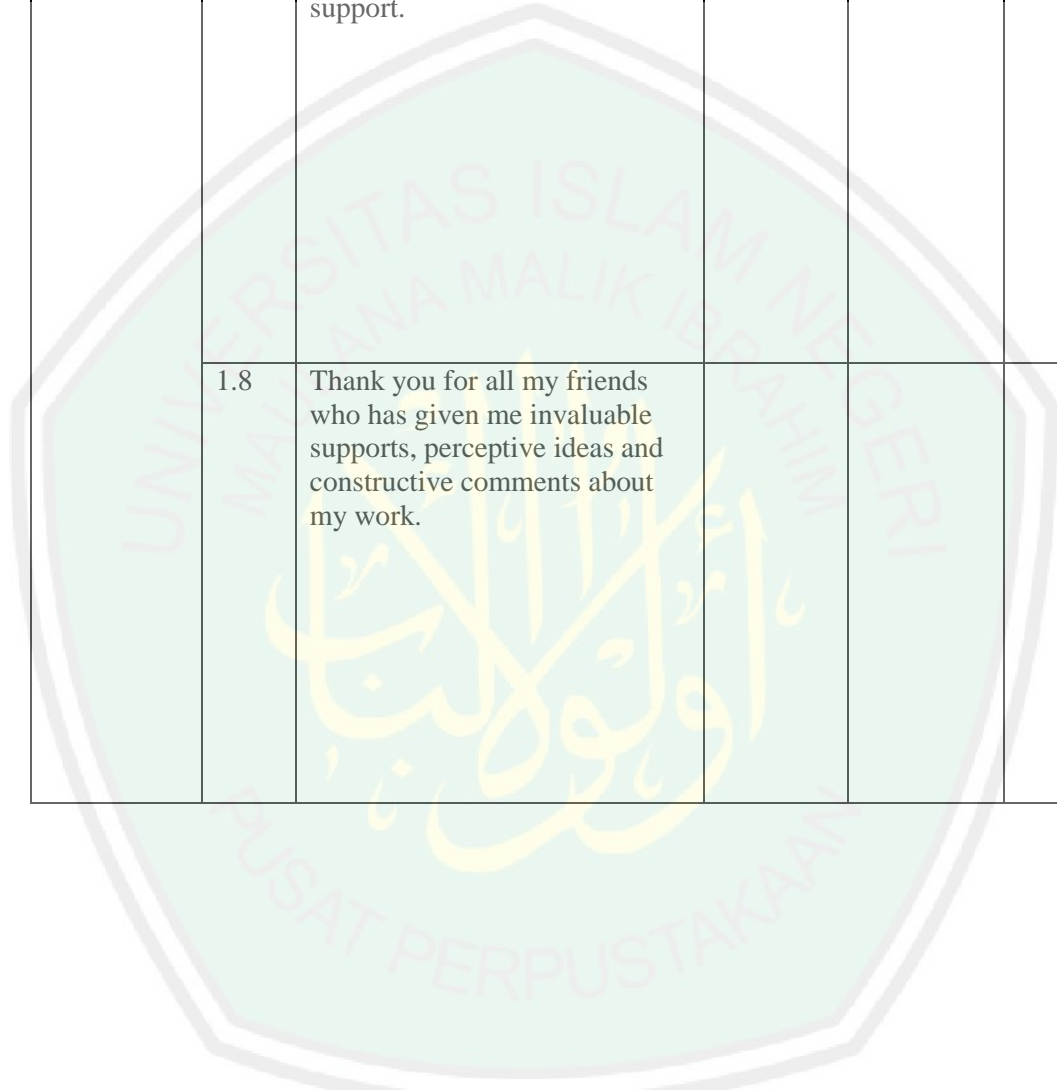 support.
1.8 Thank you for all my friends
who has given me invaluable
supports, perceptive ideas and
constructive comments about
my work.
UNIVERSITAS ISLAM NEGERI
MAULANA MALIK IBRAHIM
PUSAT PERPUSTAKAAN